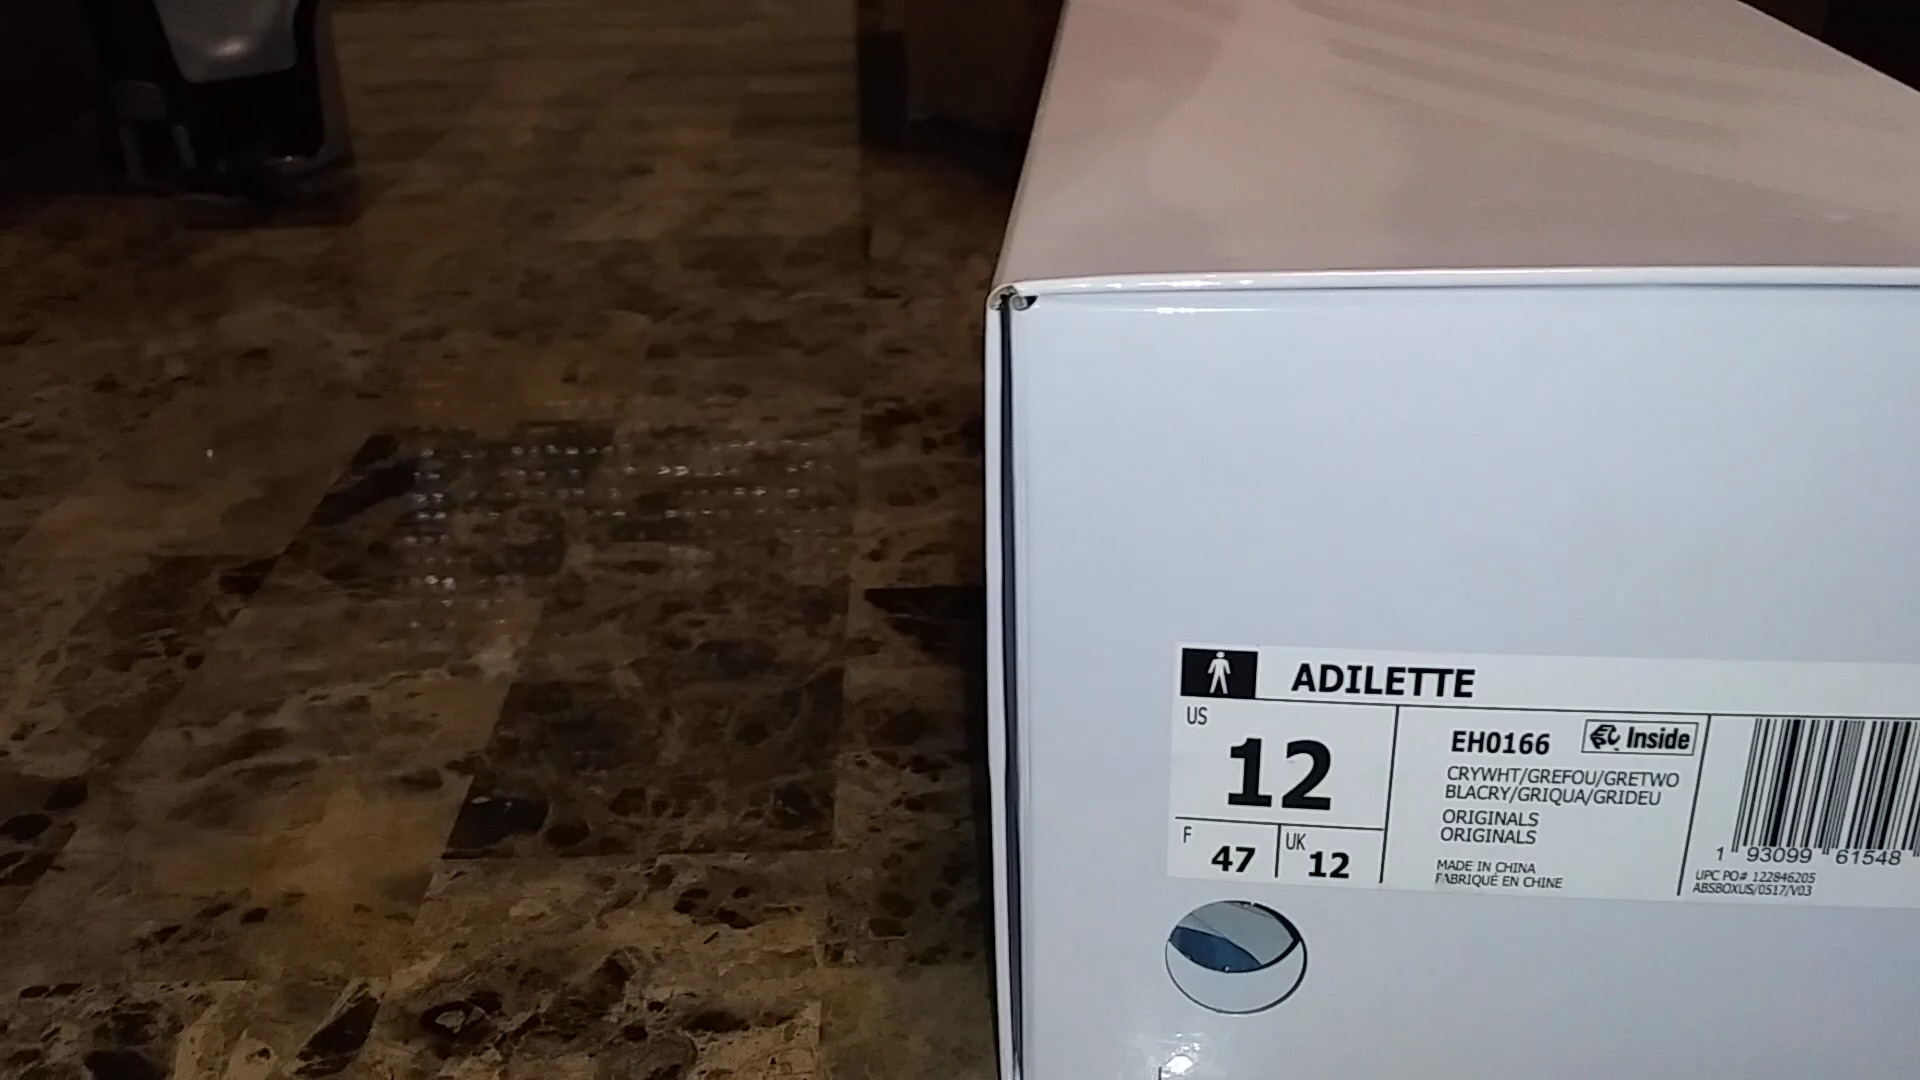 ADILETTE
US
12
F
47
UK
12
EH0166
Inside
CRYWHT/GREFOU/GRETWO
BLACRY/GRIQUA/GRIDEU
ORIGINALS
ORIGINALS
MADE IN CHINA
FABRIQUÉ EN CHINE
1 93099 61548
UPC PO# 122846205
ABSBOXUS/0517/V03